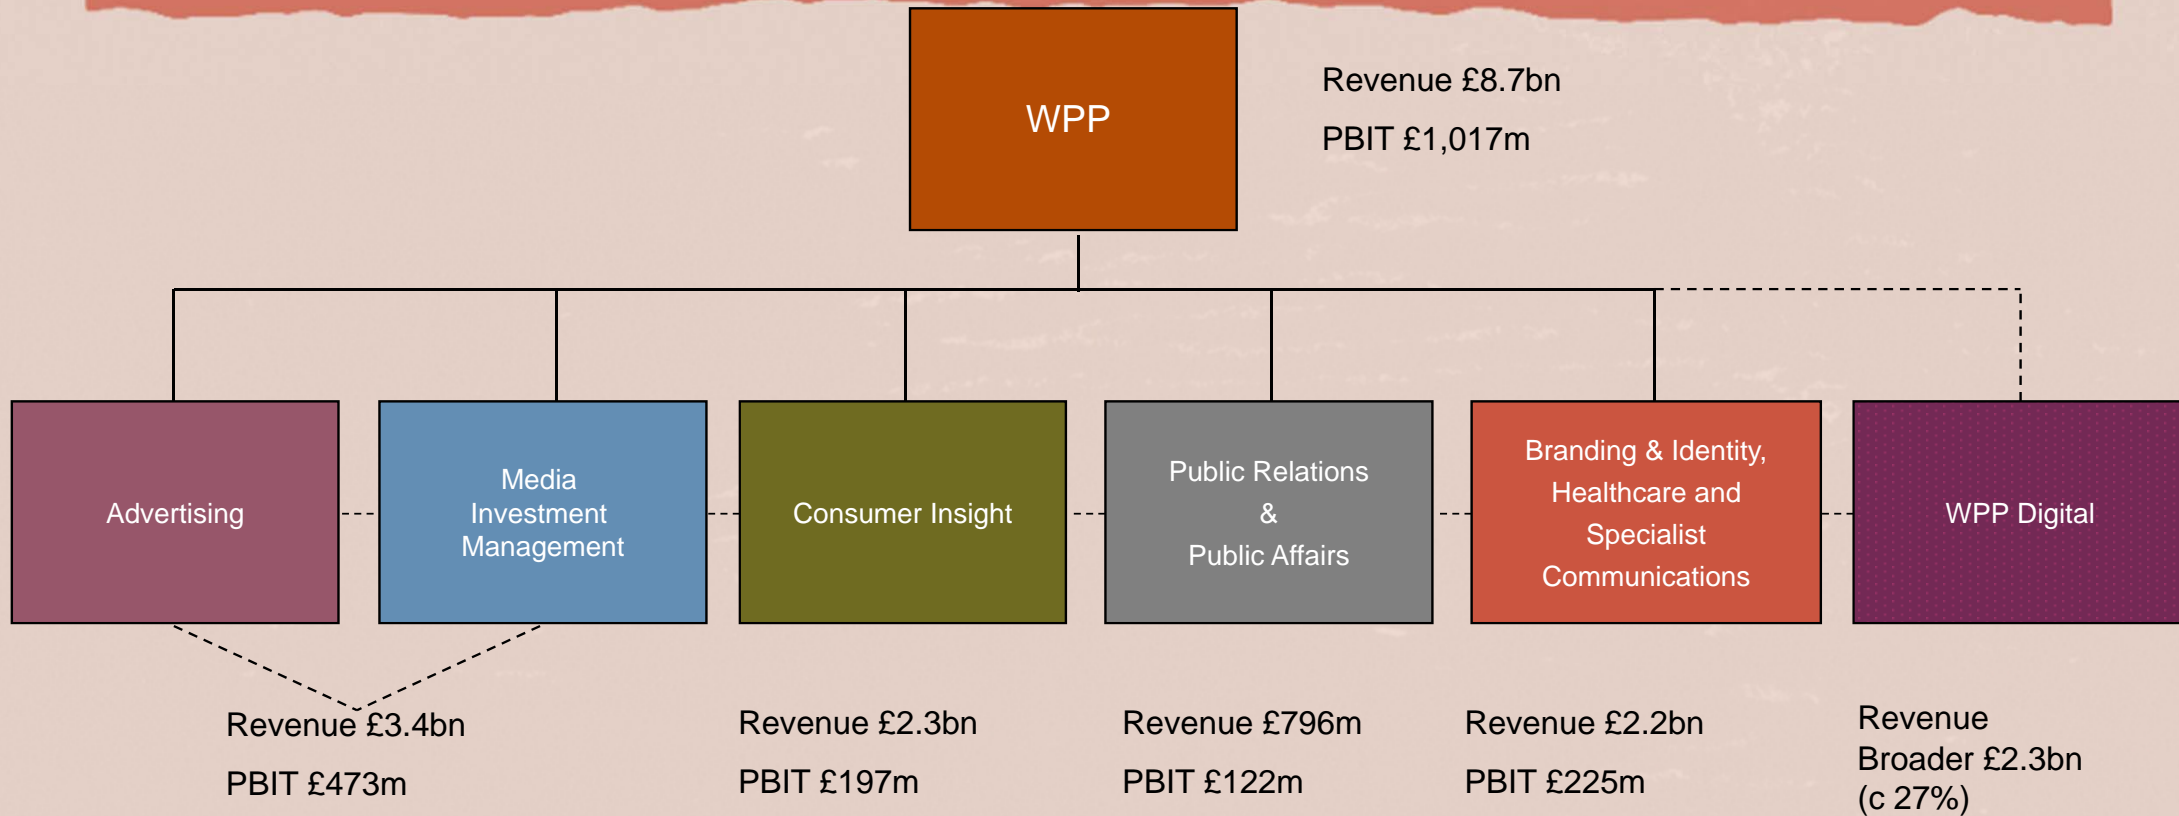 WPP
Revenue £8.7bn
PBIT £1,017m
Advertising
Media
Investment
Management
Consumer Insight
Public Relations
&
Public Affairs
Branding & Identity,
Healthcare and
Specialist
Communications
WPP Digital
Revenue £3.4bn
PBIT £473m
Revenue £2.3bn
PBIT £197m
Revenue £796m
PBIT £122m
Revenue £2.2bn
PBIT £225m
Revenue
Broader £2.3bn
(c 27%)